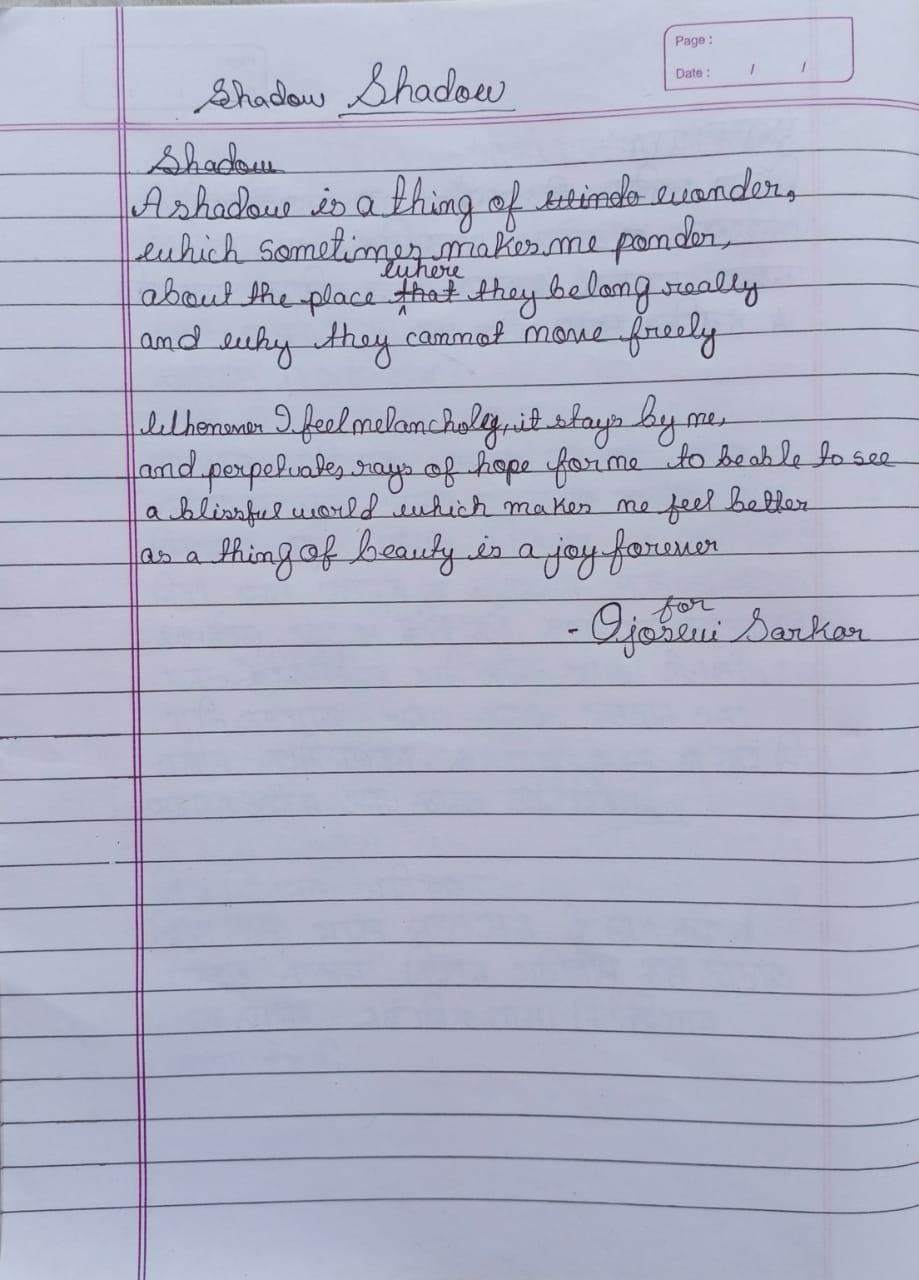 Page :
Date : / /
Shadow Shadow
Shadow
A shadow is a thing of windo wonder,
which sometimes makes me ponder,
where
about the place that they belong really
and why they cannot move freely
Whenever I feel melancholy, it stays by me,
and perpetuates rays of hope for me to be able to see
a blissful world which makes me feel better
as a thing of beauty is a joy forever
for
- Ojoswi Sarkar